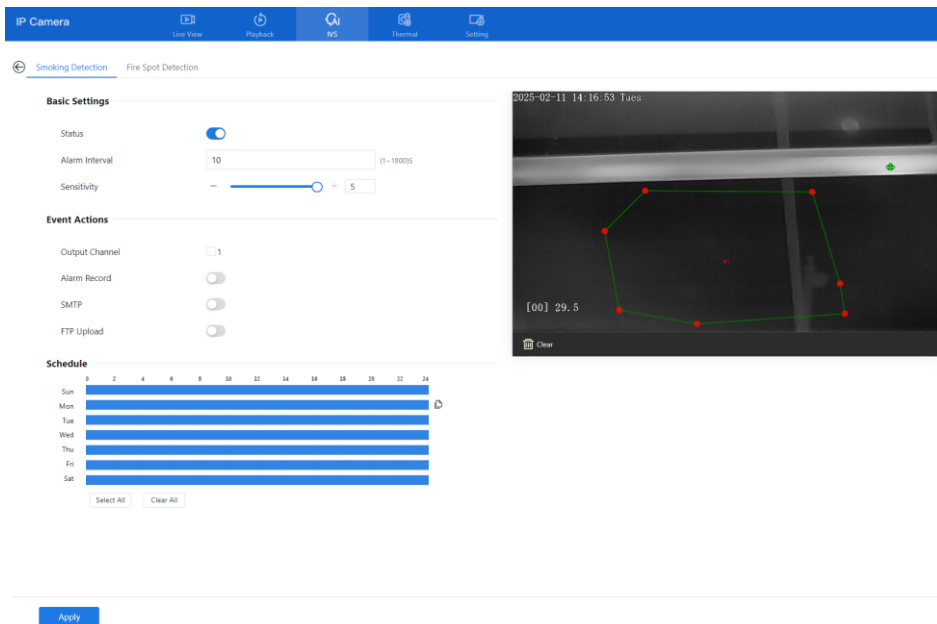 IP Camera
Live View
Playback
IVS
Thermal
Setting
Smoking Detection
Fire Spot Detection
Basic Settings
Status
Alarm Interval 10 (1~1800)S
Sensitivity − + 5
Event Actions
Output Channel 1
Alarm Record
SMTP
FTP Upload
Schedule
0 2 4 6 8 10 12 14 16 18 20 22 24
Sun
Mon
Tue
Wed
Thu
Fri
Sat
Select All
Clear All
2025-02-11 14:16:53 Tues
[00] 29.5
Clear
Apply